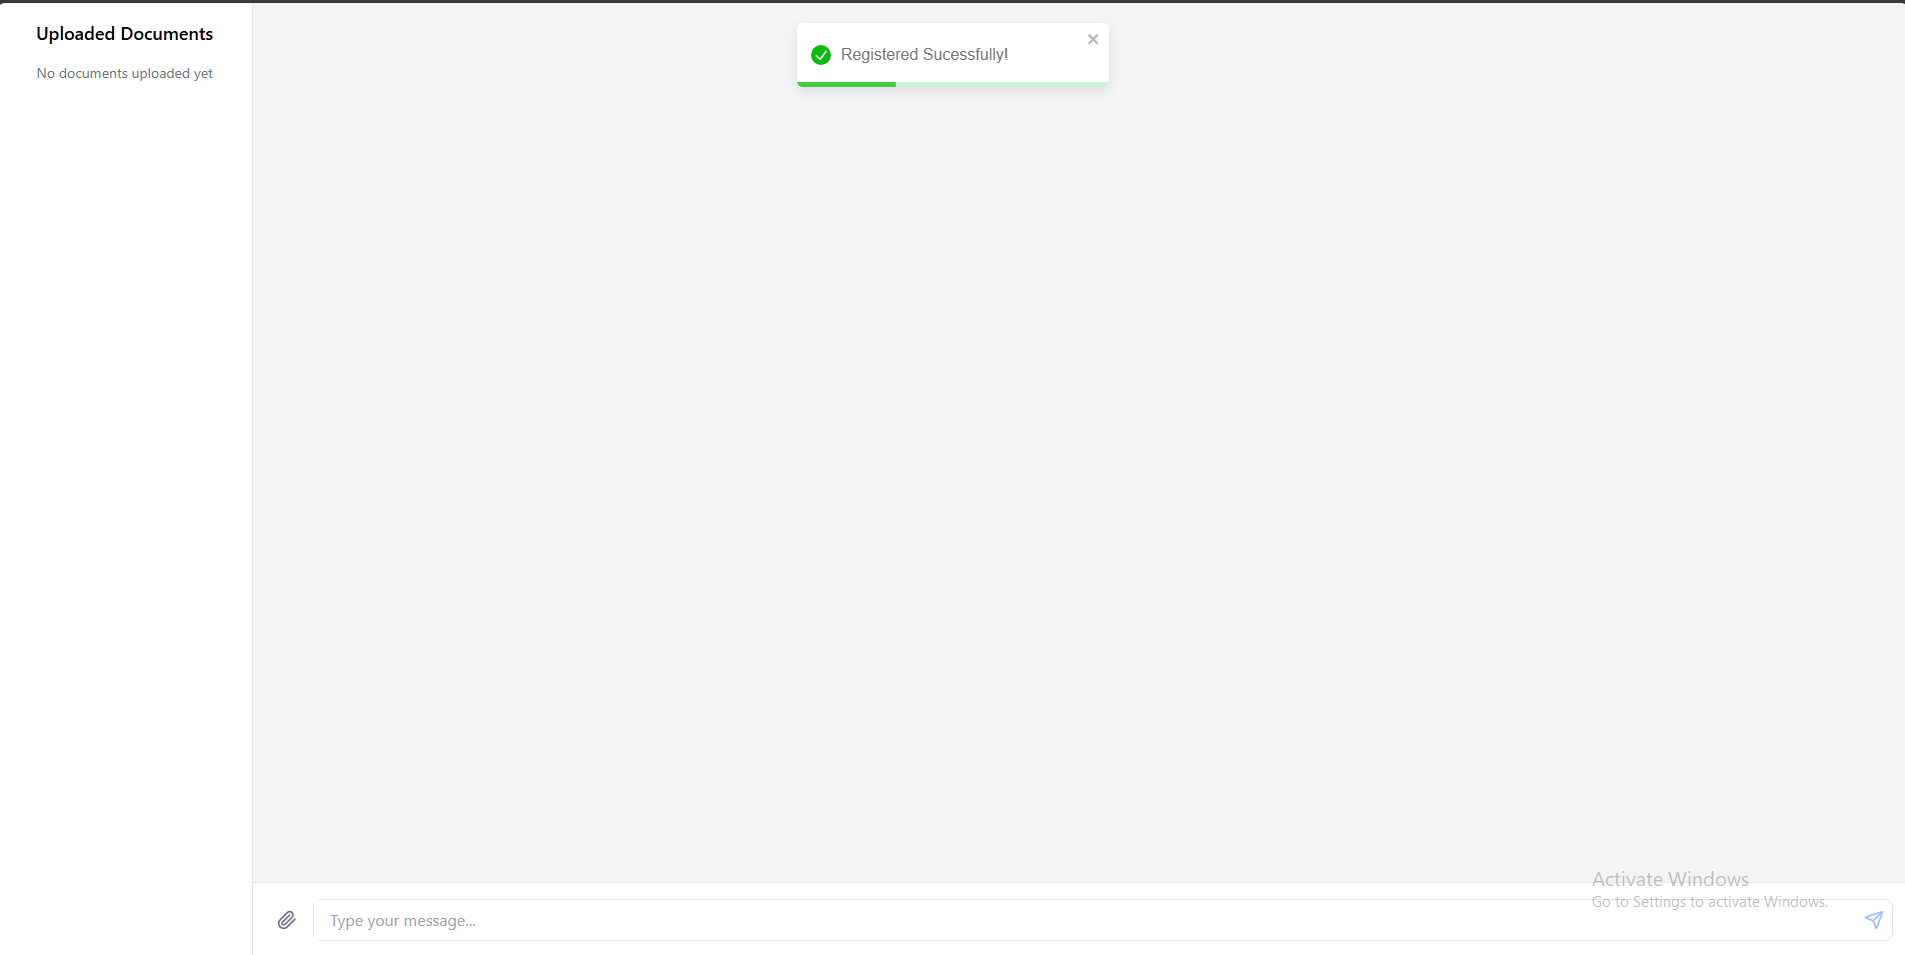 Uploaded Documents
No documents uploaded yet
Registered Sucessfully!
Activate Windows
Go to Settings to activate Windows.
Type your message...